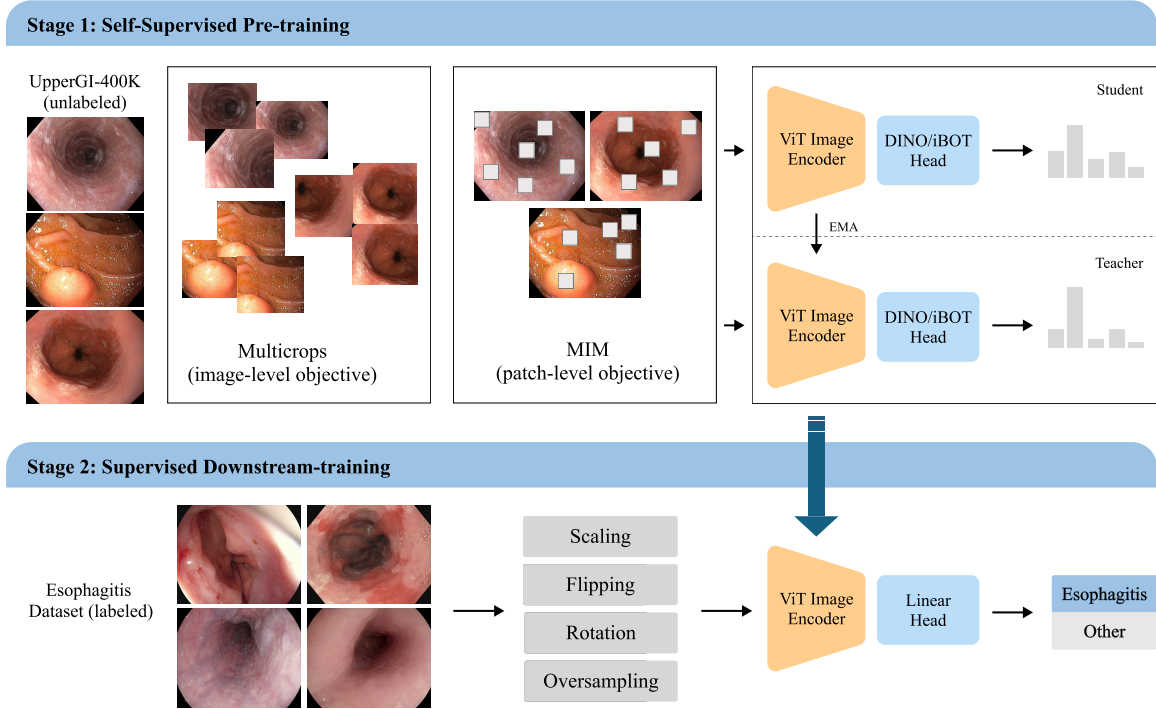 Stage 1: Self-Supervised Pre-training
UpperGI-400K
(unlabeled)
Multicrops
(image-level objective)
MIM
(patch-level objective)
Student
ViT Image
Encoder
DINO/iBOT
Head
EMA
Teacher
ViT Image
Encoder
DINO/iBOT
Head
Stage 2: Supervised Downstream-training
Esophagitis
Dataset (labeled)
Scaling
Flipping
Rotation
Oversampling
ViT Image
Encoder
Linear
Head
Esophagitis
Other